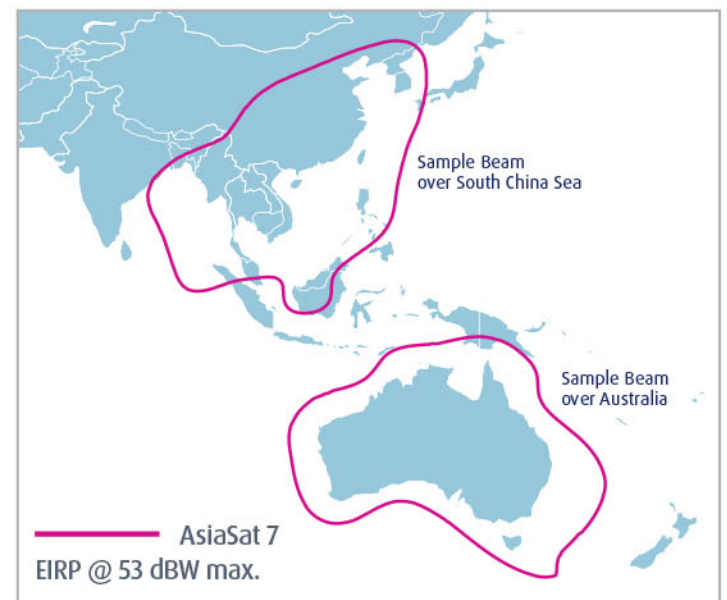 Sample Beam
over South China Sea
Sample Beam
over Australia
AsiaSat 7
EIRP @ 53 dBW max.